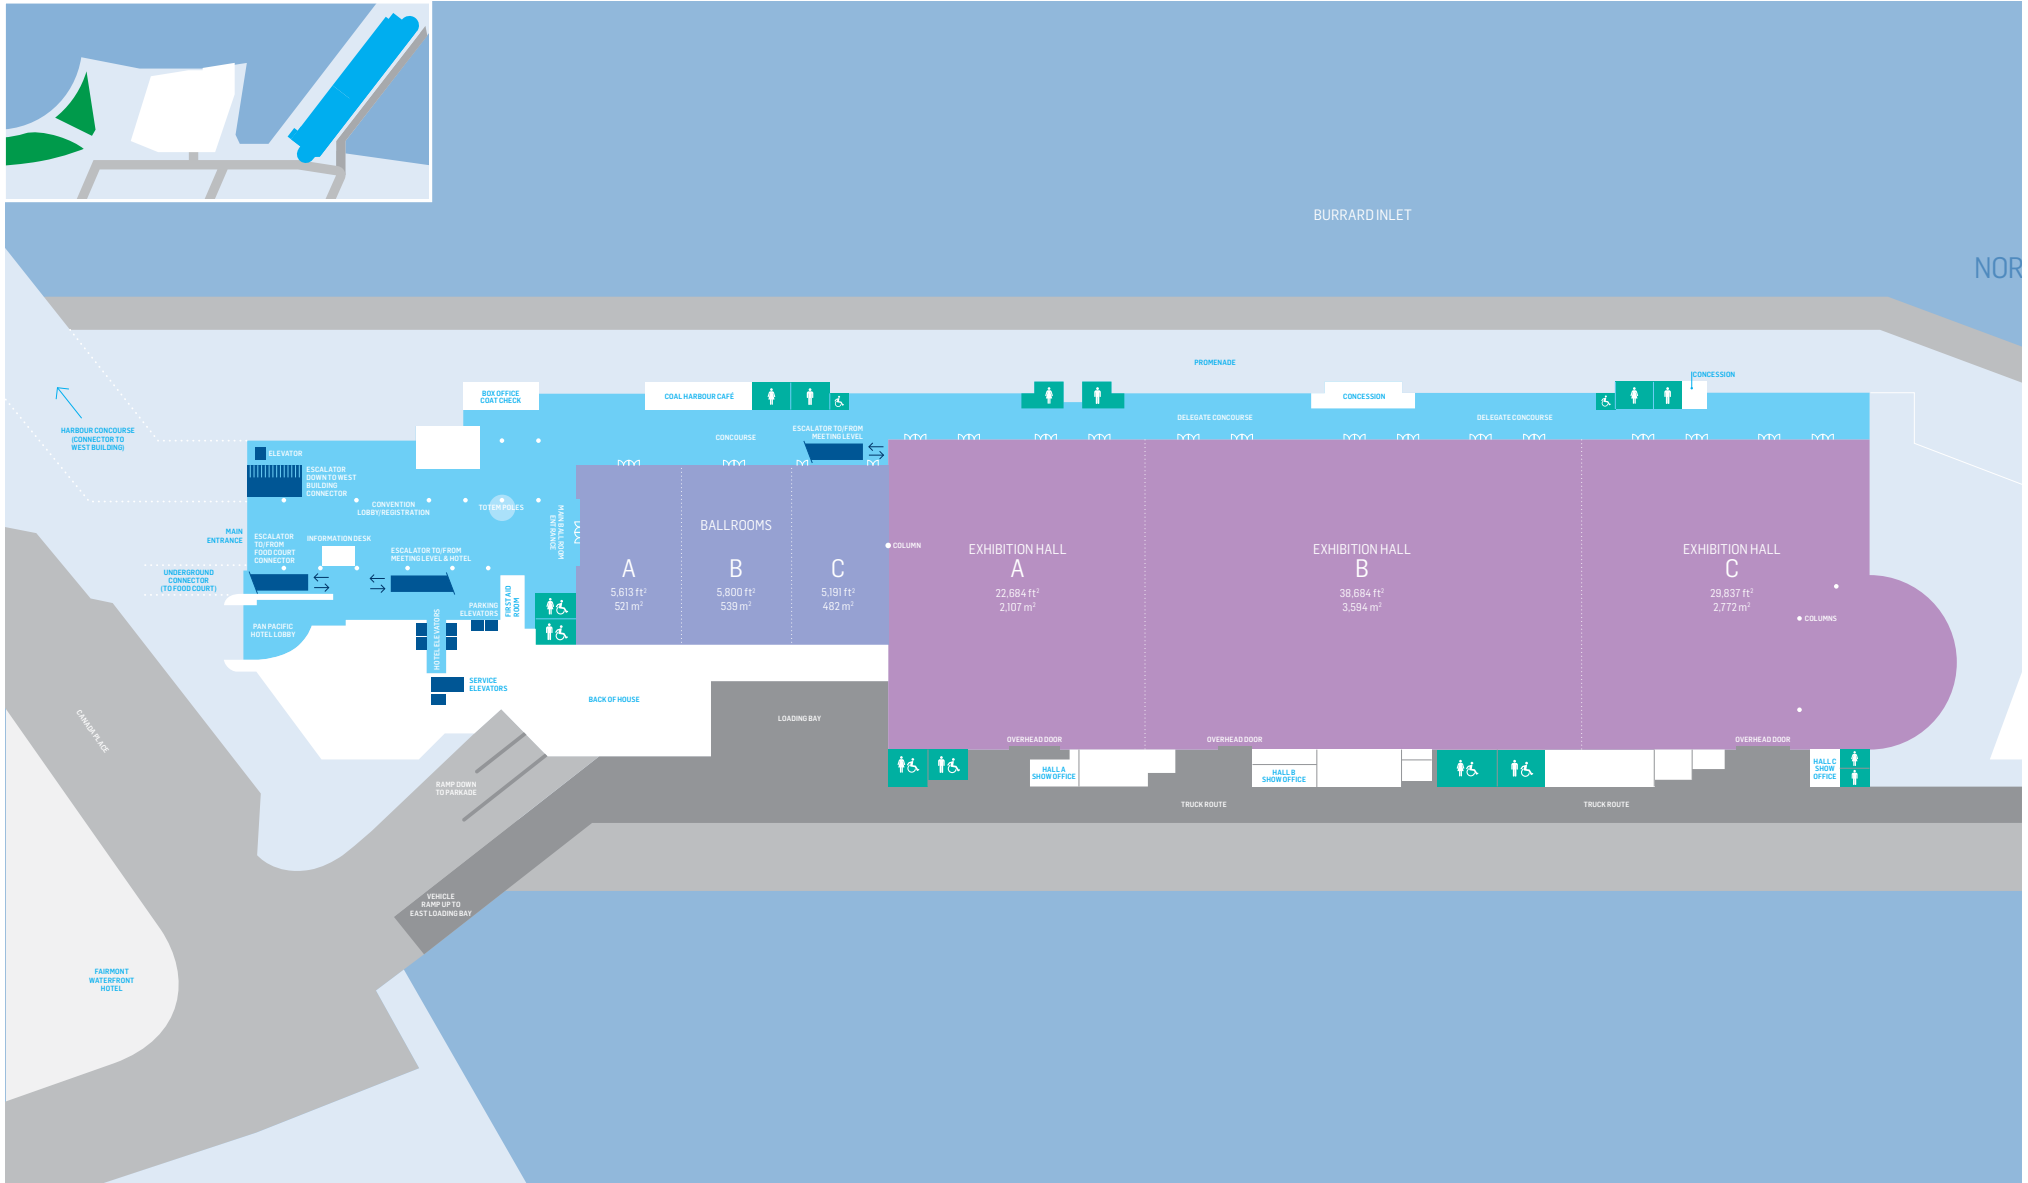 BURRARD INLET
NOR
PROMENADE
CONCESSION
BOX OFFICE
COAT CHECK
COAL HARBOUR CAFÉ
CONCESSION
DELEGATE CONCOURSE
DELEGATE CONCOURSE
HARBOUR CONCOURSE
(CONNECTOR TO
WEST BUILDING)
CONCOURSE
ESCALATOR TO/FROM
MEETING LEVEL
ELEVATOR
ESCALATOR
DOWN TO WEST
BUILDING
CONNECTOR
CONVENTION
LOBBY/REGISTRATION
TOTEM POLES
MAIN BALLROOM
ENTRANCE
MAIN
ENTRANCE
ESCALATOR
TO/FROM
FOOD COURT
CONNECTOR
INFORMATION DESK
ESCALATOR TO/FROM
MEETING LEVEL & HOTEL
BALLROOMS
A
5,613 ft²
521 m²
B
5,800 ft²
539 m²
C
5,191 ft²
482 m²
COLUMN
EXHIBITION HALL
A
22,684 ft²
2,107 m²
EXHIBITION HALL
B
38,684 ft²
3,594 m²
EXHIBITION HALL
C
29,837 ft²
2,772 m²
COLUMNS
UNDERGROUND
CONNECTOR
(TO FOOD COURT)
PARKING
ELEVATORS
FIRST AID
ROOM
PAN PACIFIC
HOTEL LOBBY
HOTEL ELEVATORS
SERVICE
ELEVATORS
BACK OF HOUSE
LOADING BAY
OVERHEAD DOOR
OVERHEAD DOOR
OVERHEAD DOOR
HALL A
SHOW OFFICE
HALL B
SHOW OFFICE
HALL C
SHOW
OFFICE
CANADA PLACE
RAMP DOWN
TO PARKADE
TRUCK ROUTE
TRUCK ROUTE
VEHICLE
RAMP UP TO
EAST LOADING BAY
FAIRMONT
WATERFRONT
HOTEL